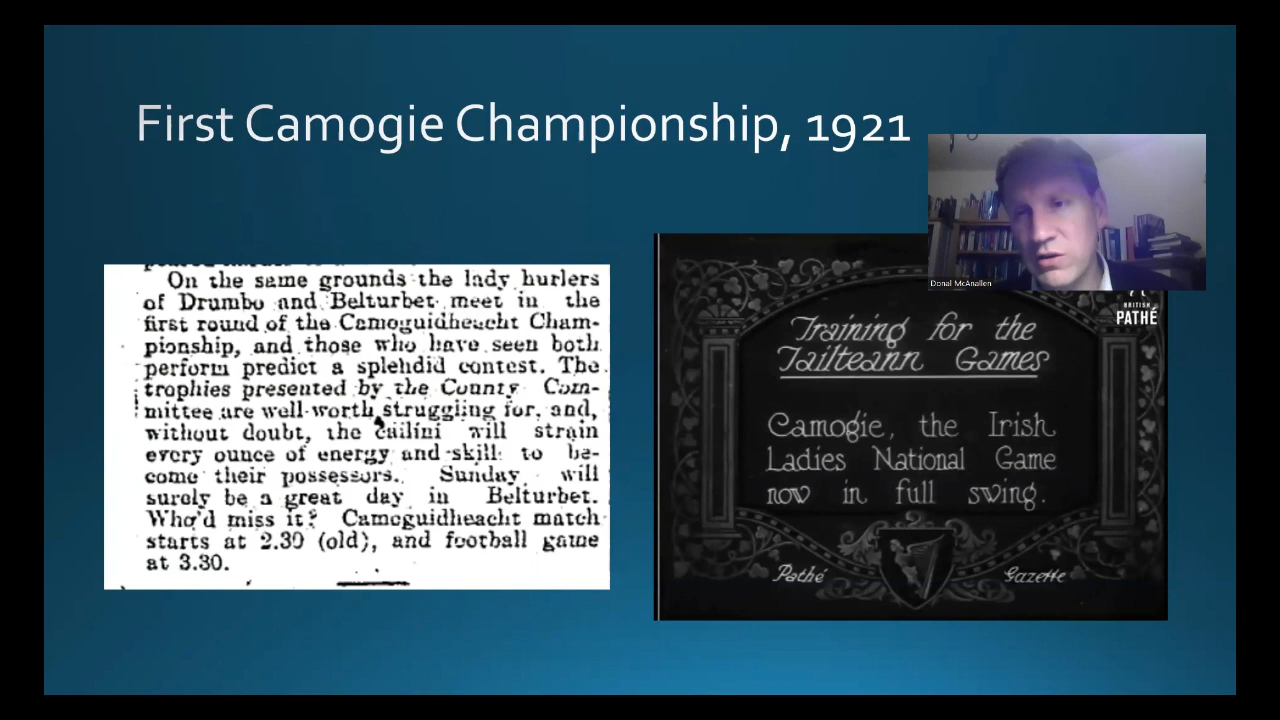 First Camogie Championship, 1921
On the same grounds the lady hurlers
of Drumbo and Belturbet meet in the
first round of the Camoguidheacht Cham-
pionship, and those who have seen both
perform predict a splendid contest. The
trophies presented by the County Com-
mittee are well worth struggling for, and,
without doubt, the cailini will strain
every ounce of energy and skill to be-
come their possessors. Sunday will
surely be a great day in Belturbet.
Who'd miss it? Camoguidheacht match
starts at 2.30 (old), and football game
at 3.30.
Donal McAnallen
BRITISH
PATHÉ
Training for the
Tailteann Games
Camogie, the Irish
Ladies National Game
now in full swing.
Pathé Gazette